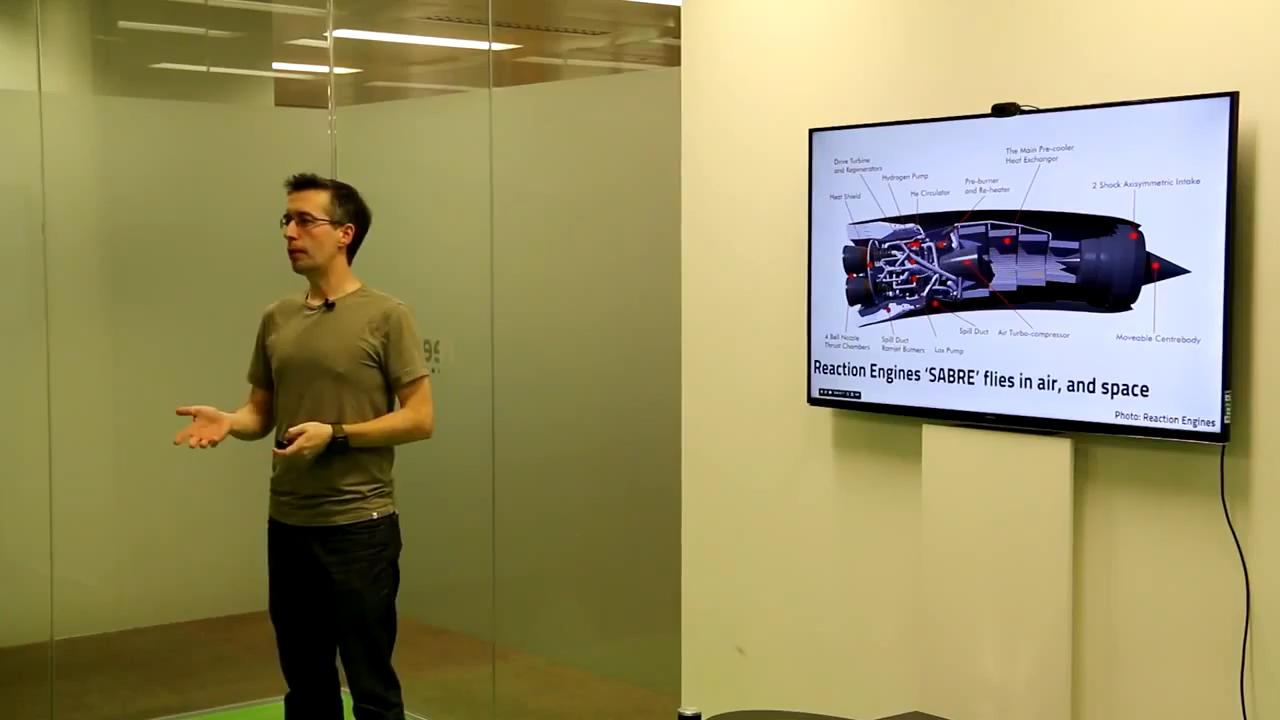 The Main Pre-cooler
Heat Exchanger
Drive Turbine
and Regenerators
Hydrogen Pump
Pre-burner
and Re-heater
2 Shock Axisymmetric Intake
He Circulator
Heat Shield
4 Bell Nozzle
Thrust Chambers
Spill Duct
Ramjet Burners
Lox Pump
Spill Duct
Air Turbo-compressor
Moveable Centrebody
Reaction Engines ‘SABRE’ flies in air, and space
Photo: Reaction Engines